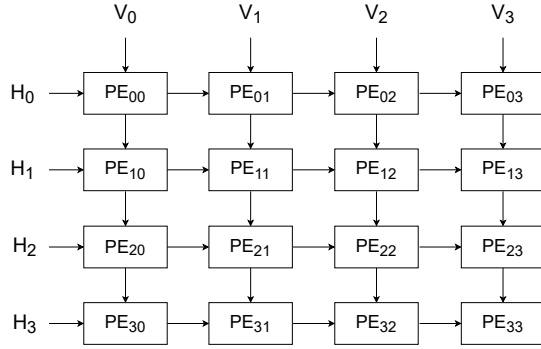 V₀ V₁ V₂ V₃
H₀ PE₀₀ PE₀₁ PE₀₂ PE₀₃
H₁ PE₁₀ PE₁₁ PE₁₂ PE₁₃
H₂ PE₂₀ PE₂₁ PE₂₂ PE₂₃
H₃ PE₃₀ PE₃₁ PE₃₂ PE₃₃